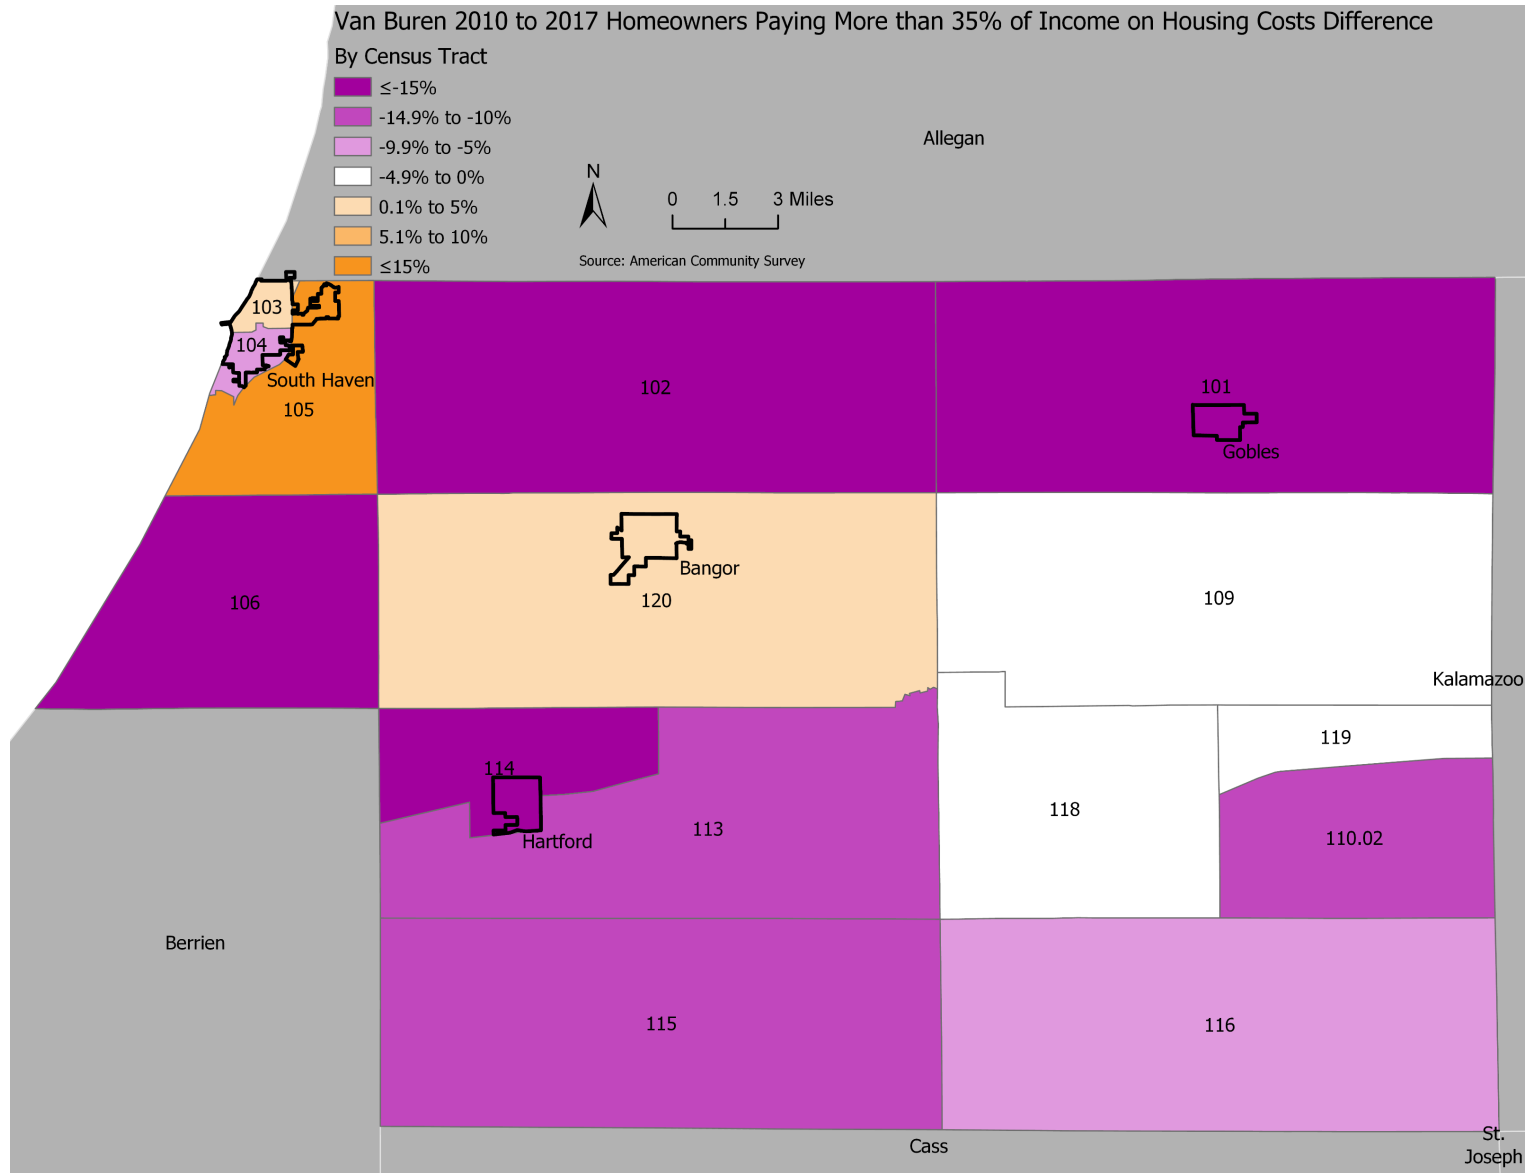 Van Buren 2010 to 2017 Homeowners Paying More than 35% of Income on Housing Costs Difference
By Census Tract
≤-15%
-14.9% to -10%
-9.9% to -5%
-4.9% to 0%
0.1% to 5%
5.1% to 10%
≤15%
Allegan
N
0 1.5 3 Miles
Source: American Community Survey
103
104
South Haven
105
102
101
Gobles
Bangor
120
106
109
Kalamazoo
119
114
118
113
110.02
Hartford
Berrien
115
116
Cass
St.
Joseph